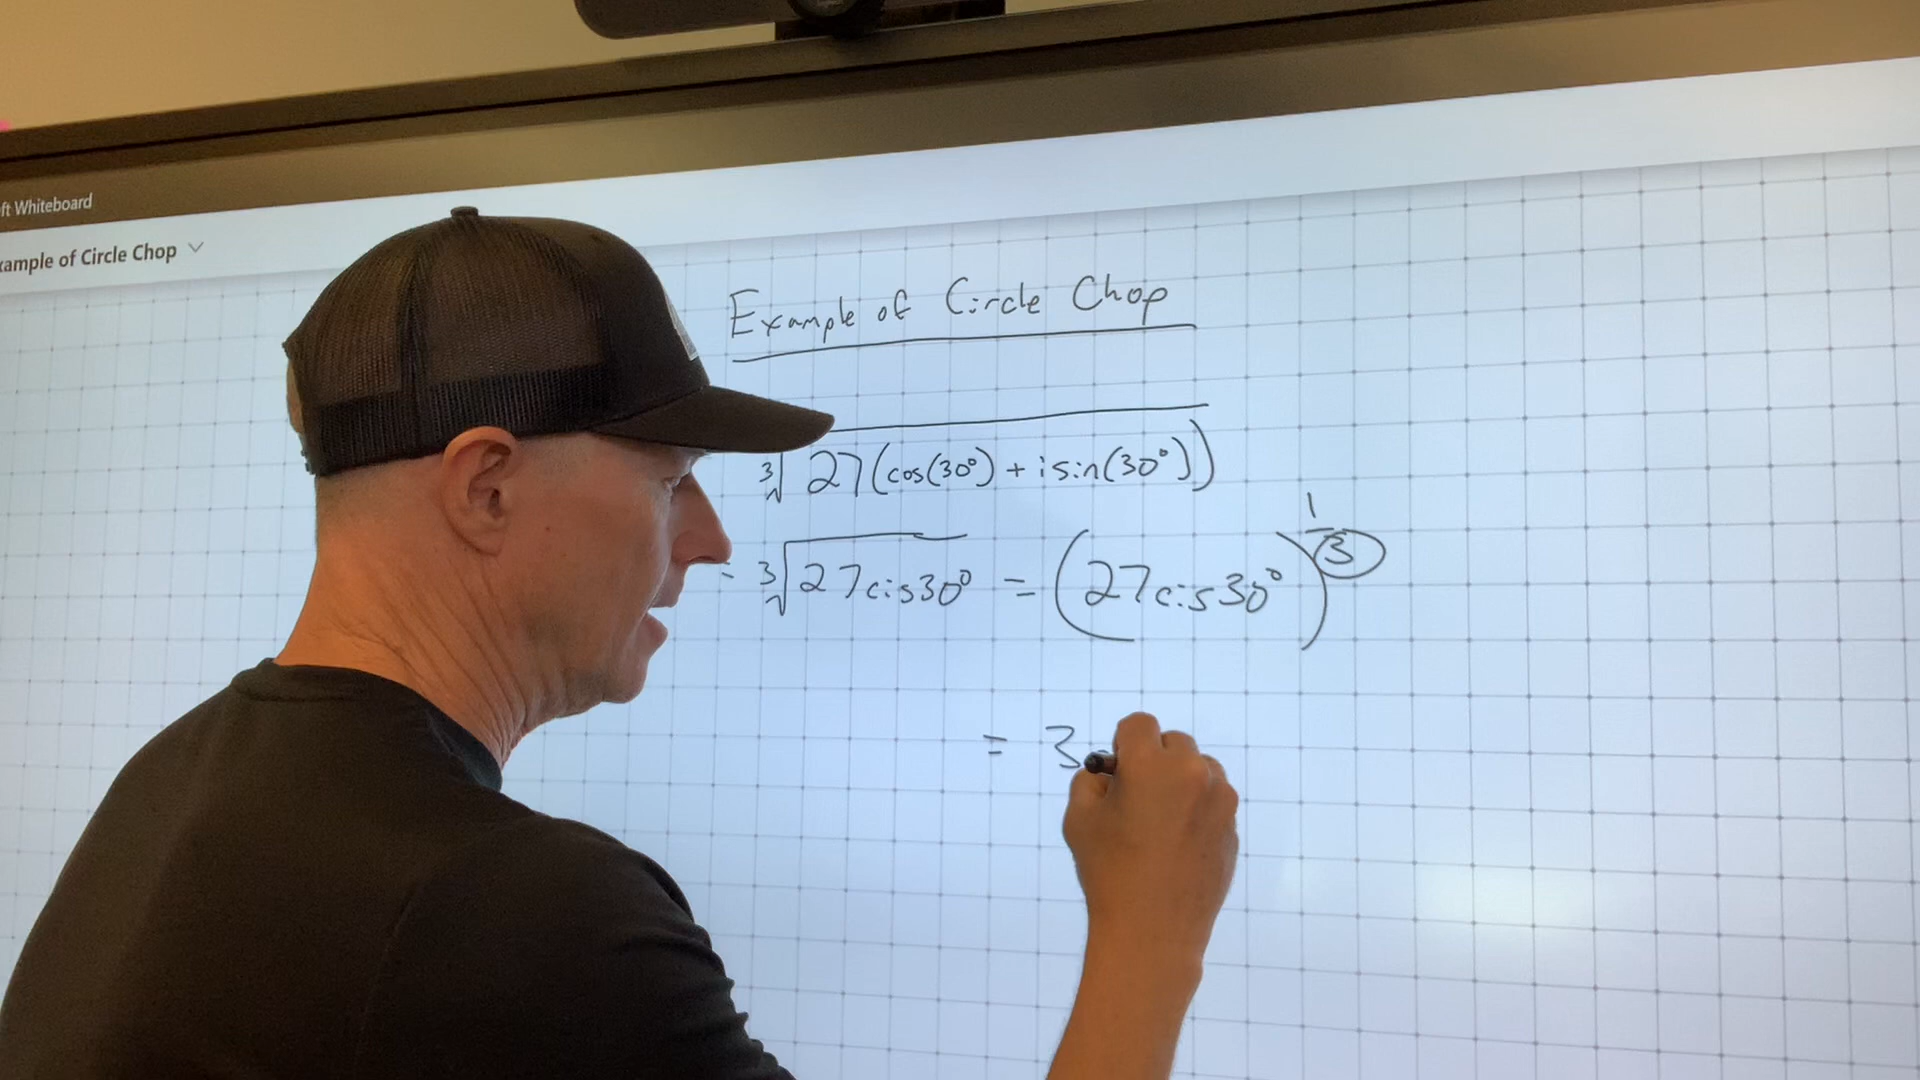 ft Whiteboard
ample of Circle Chop
Example of Circle Chop
∛27(cos(30°) + isin(30°))
= ∛27cis30° = (27cis30°)^1/3
= 3